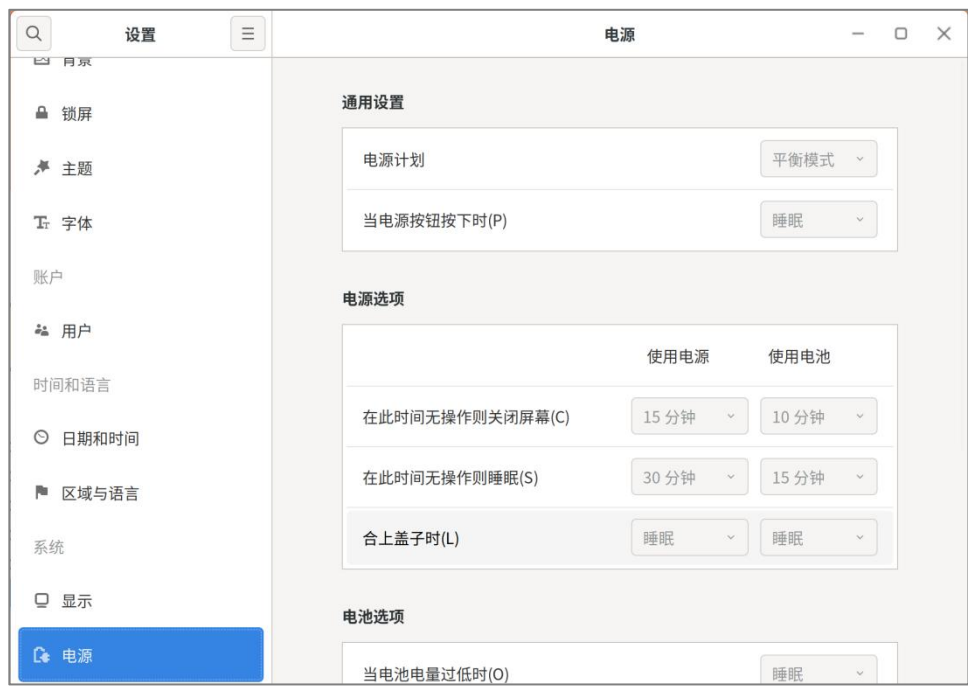 设置
电源
背景
锁屏
主题
字体
账户
用户
时间和语言
日期和时间
区域与语言
系统
显示
电源
通用设置
电源计划 平衡模式
当电源按钮按下时(P) 睡眠
电源选项
使用电源 使用电池
在此时间无操作则关闭屏幕(C) 15 分钟 10 分钟
在此时间无操作则睡眠(S) 30 分钟 15 分钟
合上盖子时(L) 睡眠 睡眠
电池选项
当电池电量过低时(O) 睡眠